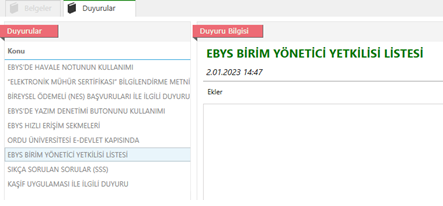 Belgeler
Duyurular
Duyurular
Konu
EBYS'DE HAVALE NOTUNUN KULLANIMI
"ELEKTRONİK MÜHÜR SERTİFİKASI" BİLGİLENDİRME METNİ
BİREYSEL ÖDEMELİ (NES) BAŞVURULARI İLE İLGİLİ DUYURU
EBYS'DE YAZIM DENETİMİ BUTONUNU KULLANIMI
EBYS HIZLI ERİŞİM SEKMELERİ
ORDU ÜNİVERSİTESİ E-DEVLET KAPISINDA
EBYS BİRİM YÖNETİCİ YETKİLİSİ LİSTESİ
SIKÇA SORULAN SORULAR (SSS)
KAŞİF UYGULAMASI İLE İLGİLİ DUYURU
Duyuru Bilgisi
EBYS BİRİM YÖNETİCİ YETKİLİSİ LİSTESİ
2.01.2023 14:47
Ekler